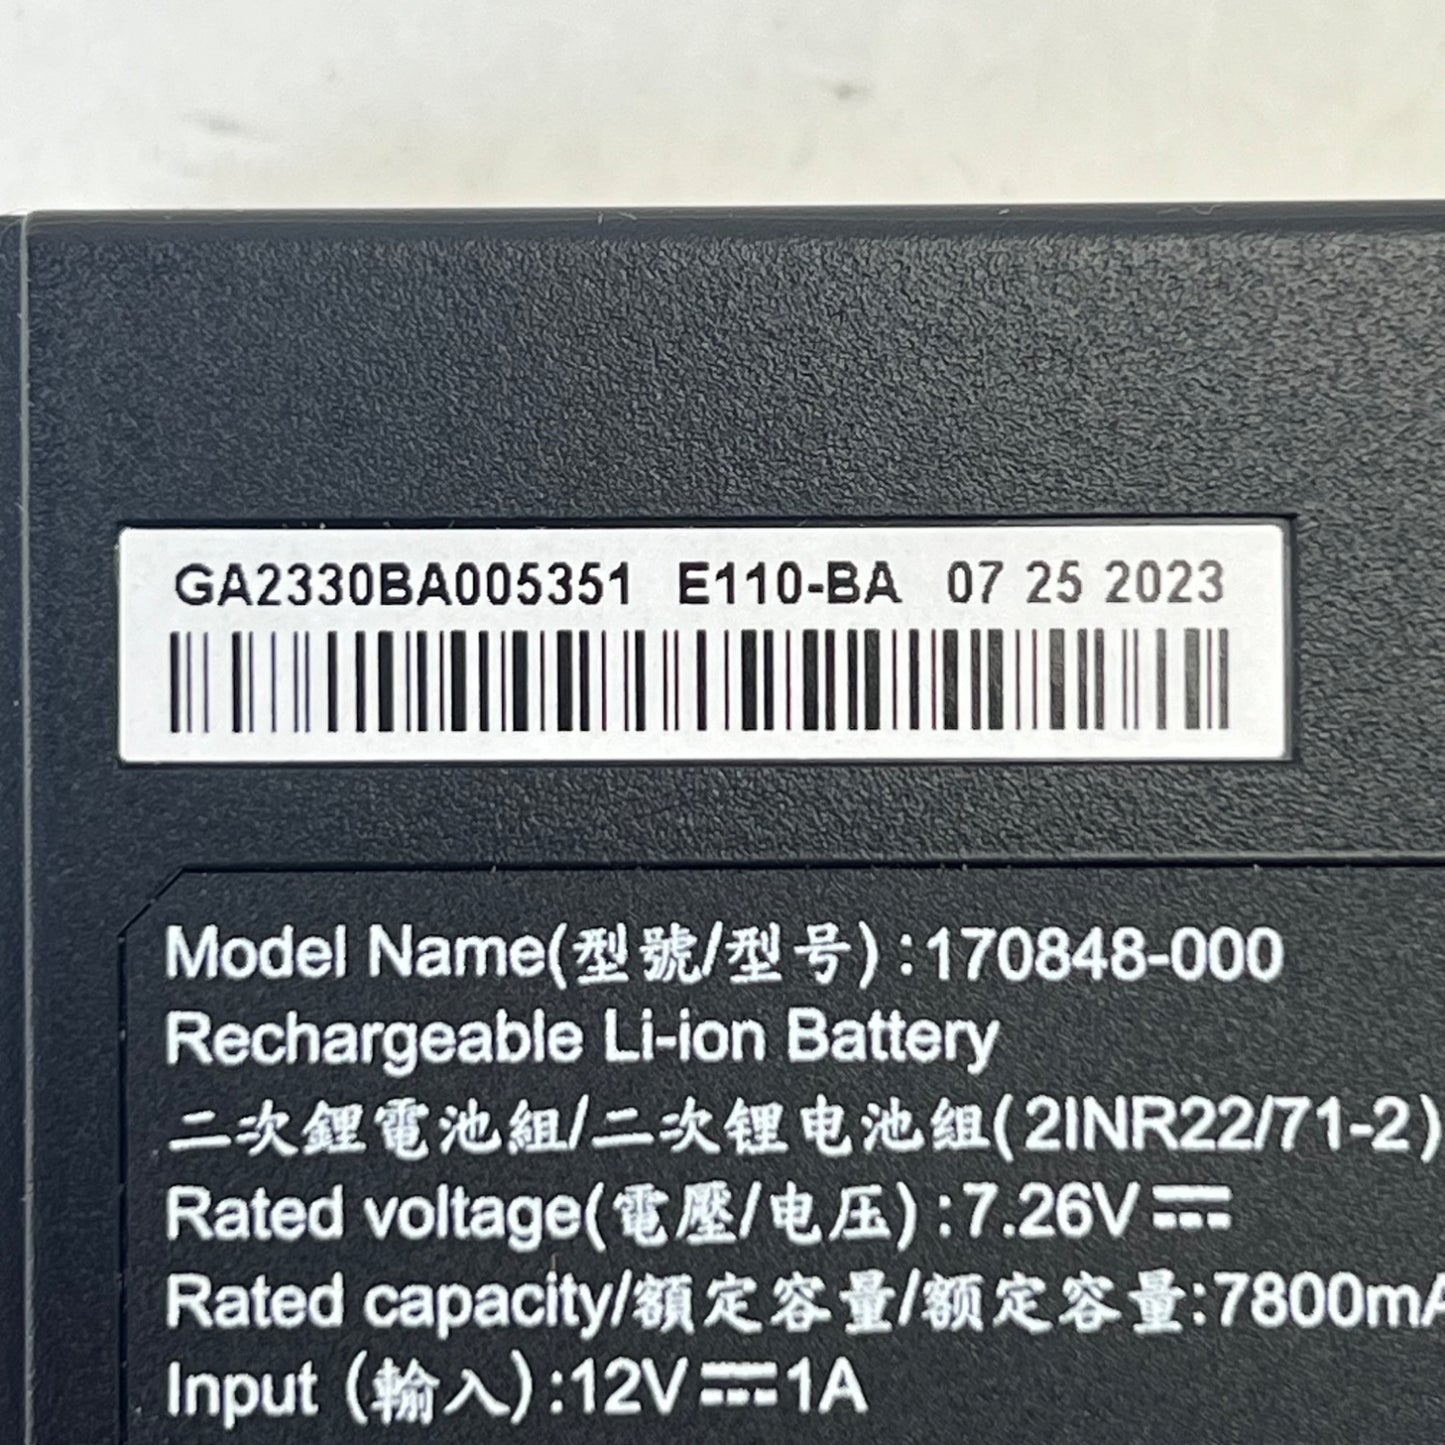 GA2330BA005351 E110-BA 07 25 2023
Model Name(型號/型号):170848-000
Rechargeable Li-ion Battery
二次鋰電池組/二次锂电池组(2INR22/71-2)
Rated voltage(電壓/电压):7.26V⎓
Rated capacity/額定容量/额定容量:7800mA
Input (輸入):12V⎓1A